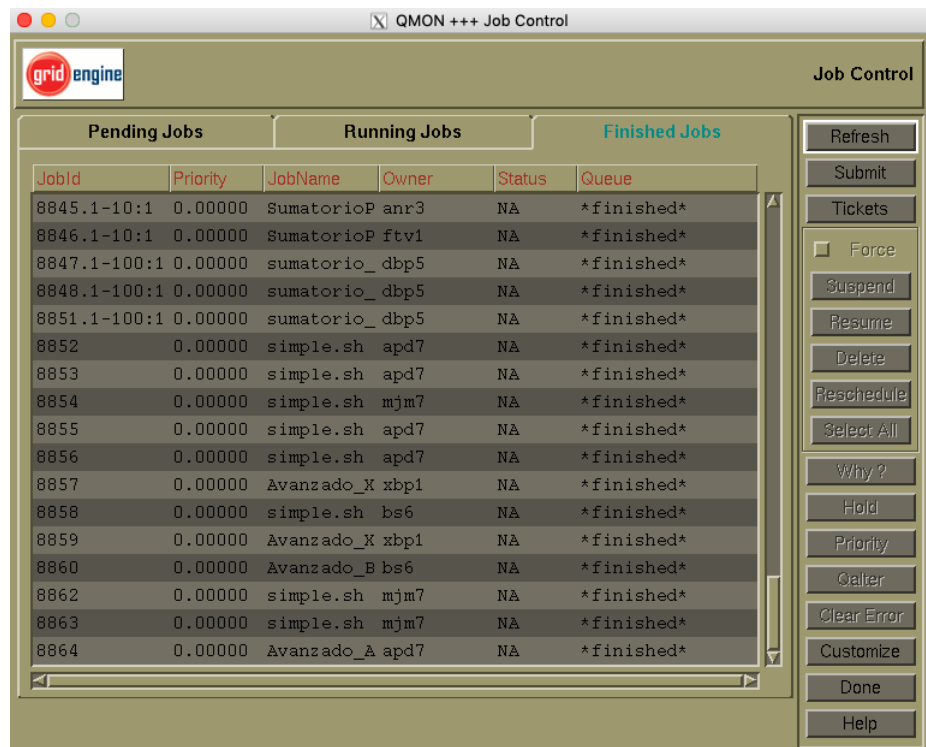 QMON +++ Job Control
grid engine
Job Control
Pending Jobs Running Jobs Finished Jobs
JobId Priority JobName Owner Status Queue
8845.1-10:1 0.00000 SumatorioP anr3 NA *finished*
8846.1-10:1 0.00000 SumatorioP ftv1 NA *finished*
8847.1-100:1 0.00000 sumatorio_ dbp5 NA *finished*
8848.1-100:1 0.00000 sumatorio_ dbp5 NA *finished*
8851.1-100:1 0.00000 sumatorio_ dbp5 NA *finished*
8852 0.00000 simple.sh apd7 NA *finished*
8853 0.00000 simple.sh apd7 NA *finished*
8854 0.00000 simple.sh mjm7 NA *finished*
8855 0.00000 simple.sh apd7 NA *finished*
8856 0.00000 simple.sh apd7 NA *finished*
8857 0.00000 Avanzado_X xbp1 NA *finished*
8858 0.00000 simple.sh bs6 NA *finished*
8859 0.00000 Avanzado_X xbp1 NA *finished*
8860 0.00000 Avanzado_B bs6 NA *finished*
8862 0.00000 simple.sh mjm7 NA *finished*
8863 0.00000 simple.sh mjm7 NA *finished*
8864 0.00000 Avanzado_A apd7 NA *finished*
Refresh
Submit
Tickets
Force
Suspend
Resume
Delete
Reschedule
Select All
Why ?
Hold
Priority
Qalter
Clear Error
Customize
Done
Help